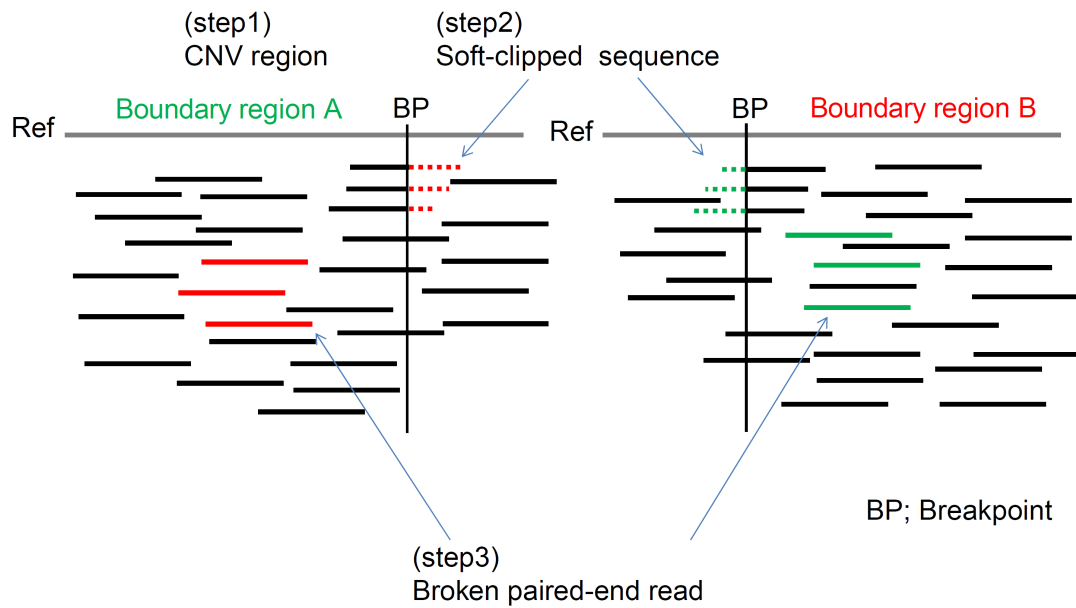 (step1)
CNV region
(step2)
Soft-clipped sequence
Boundary region A
BP
Ref
BP
Boundary region B
Ref
BP; Breakpoint
(step3)
Broken paired-end read